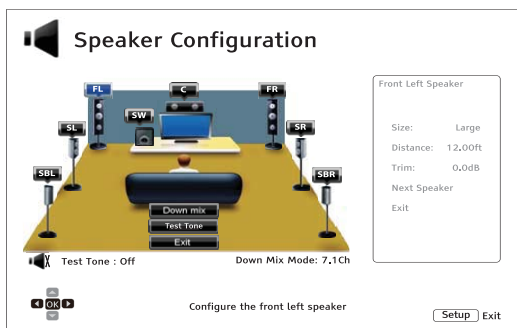 Speaker Configuration
FL
C
FR
SW
SL
SR
SBL
SBR
Down mix
Test Tone
Exit
Test Tone : Off
Down Mix Mode: 7.1Ch
Front Left Speaker
Size: Large
Distance: 12.00ft
Trim: 0.0dB
Next Speaker
Exit
OK
Configure the front left speaker
Setup Exit